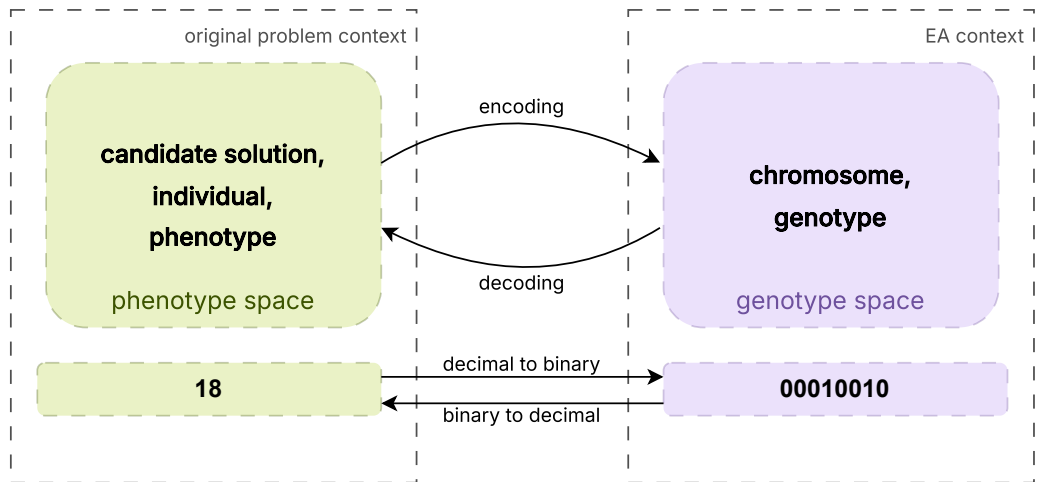 original problem context
EA context
encoding
candidate solution,
individual,
phenotype
chromosome,
genotype
decoding
phenotype space
genotype space
decimal to binary
18
00010010
binary to decimal